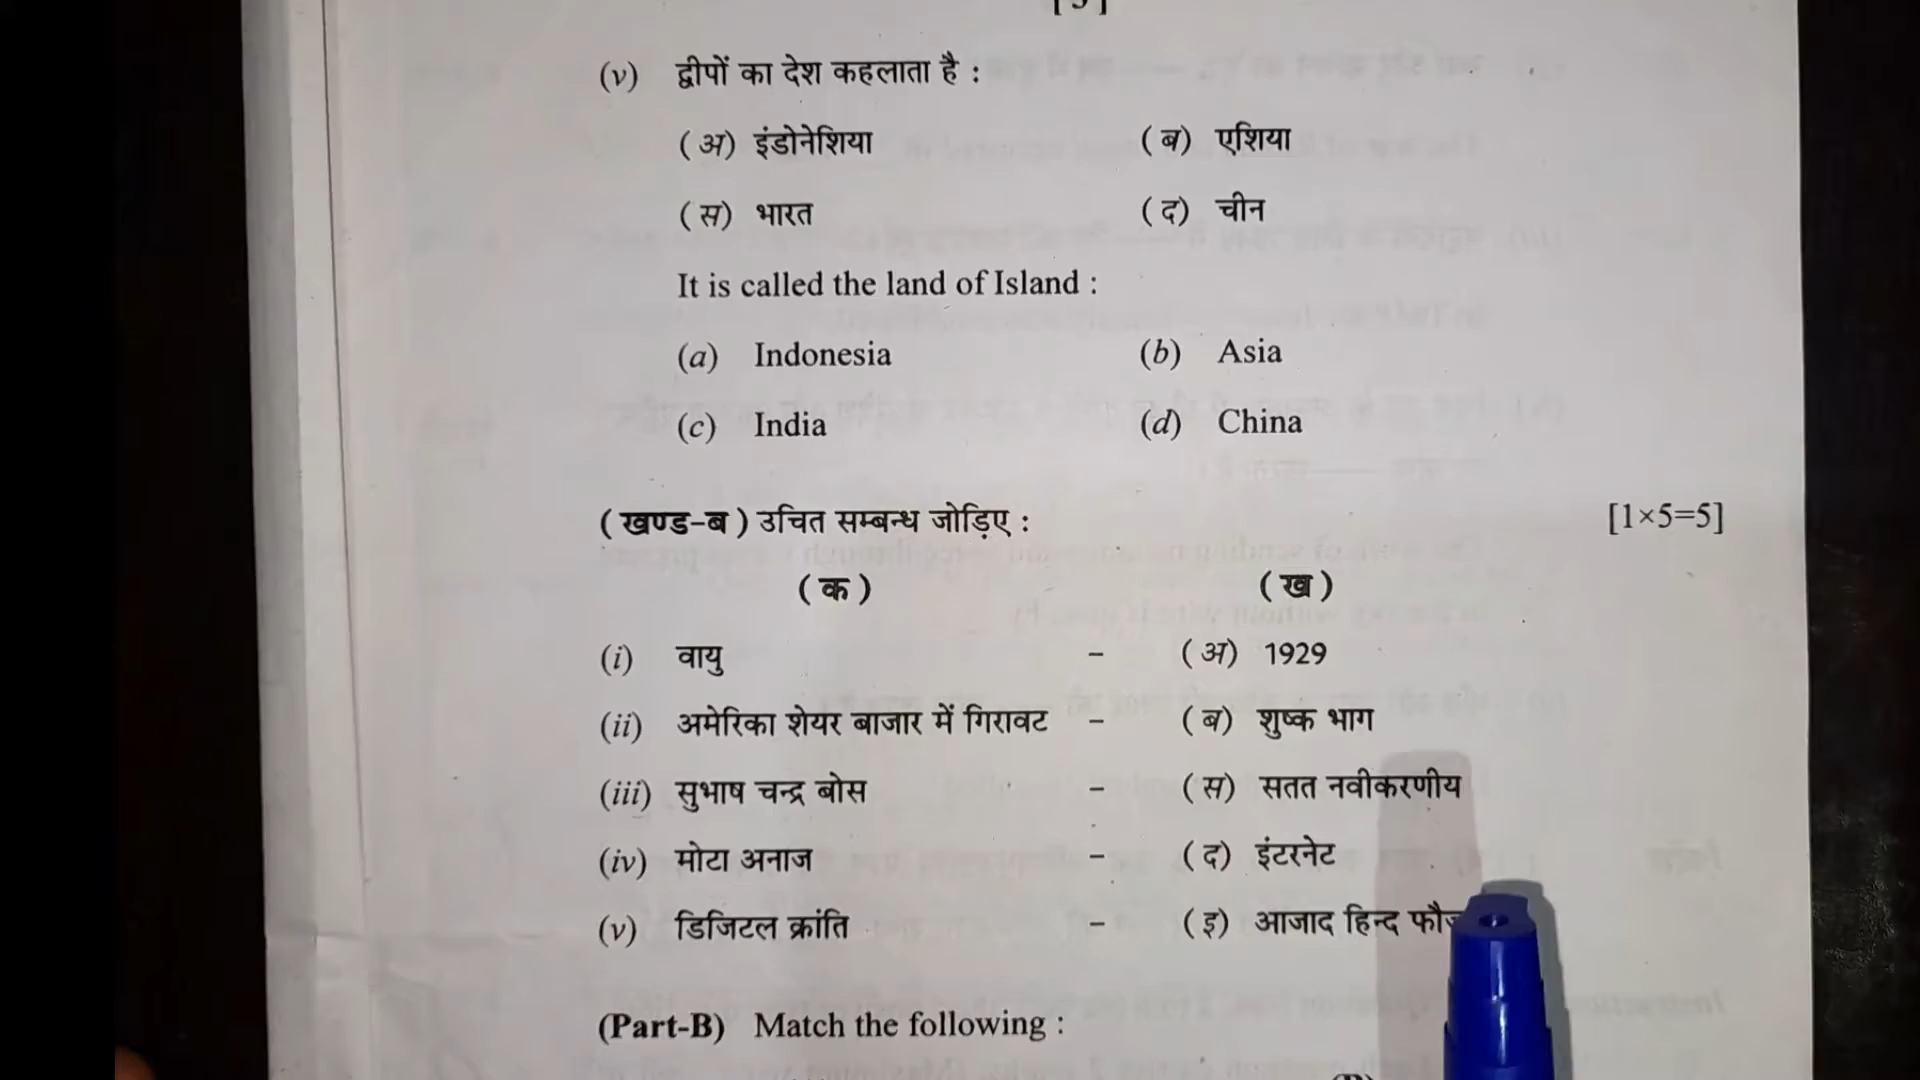 (v) द्वीपों का देश कहलाता है :
(अ) इंडोनेशिया (ब) एशिया
(स) भारत (द) चीन
It is called the land of Island :
(a) Indonesia (b) Asia
(c) India (d) China
(खण्ड-ब) उचित सम्बन्ध जोड़िए : [1×5=5]
(क) (ख)
(i) वायु – (अ) 1929
(ii) अमेरिका शेयर बाजार में गिरावट – (ब) शुष्क भाग
(iii) सुभाष चन्द्र बोस – (स) सतत नवीकरणीय
(iv) मोटा अनाज – (द) इंटरनेट
(v) डिजिटल क्रांति – (इ) आजाद हिन्द
(Part-B) Match the following :